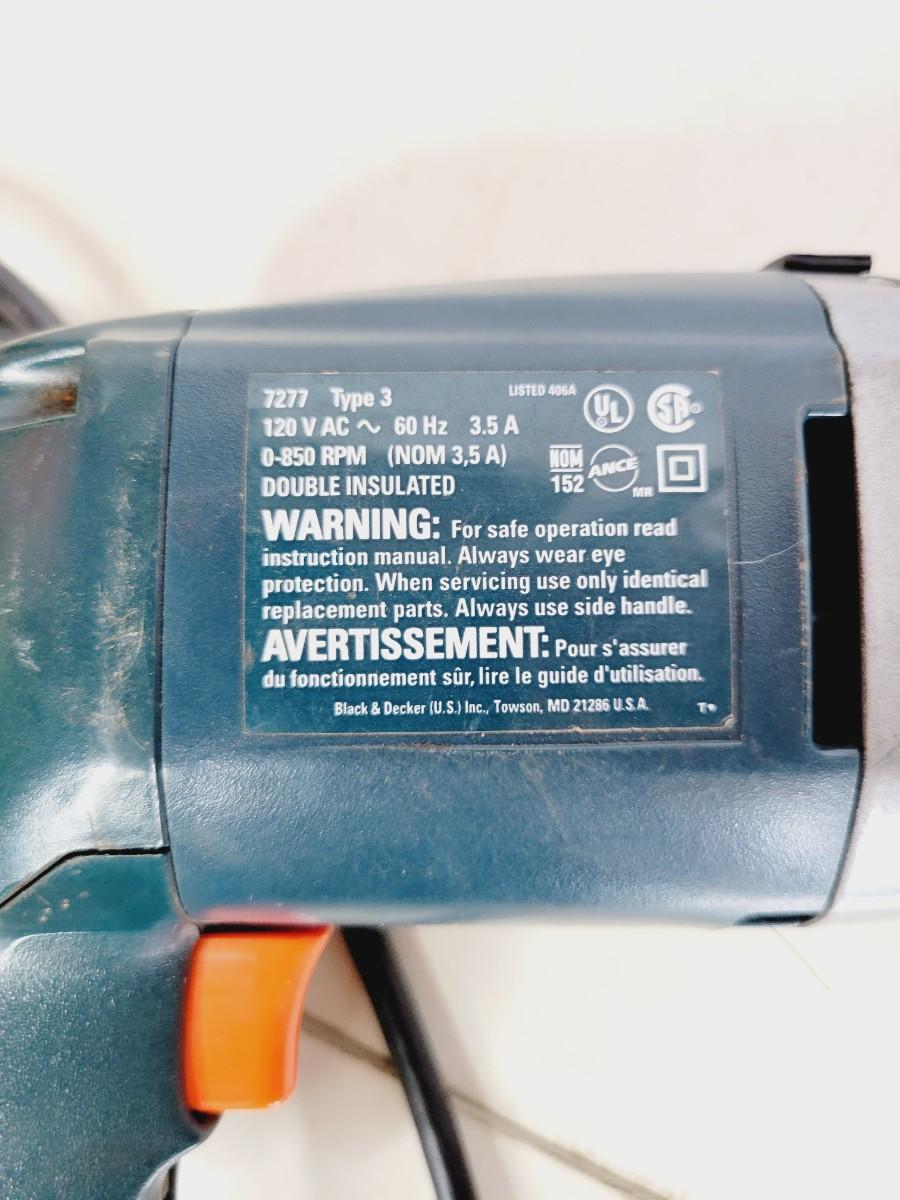 7277 Type 3 LISTED 406A
UL SA
120 V AC ∿ 60 Hz 3.5 A
0-850 RPM (NOM 3,5 A) NOM ANCE
DOUBLE INSULATED 152 MR
WARNING: For safe operation read
instruction manual. Always wear eye
protection. When servicing use only identical
replacement parts. Always use side handle.
AVERTISSEMENT: Pour s'assurer
du fonctionnement sûr, lire le guide d'utilisation.
Black & Decker (U.S.) Inc., Towson, MD 21286 U.S.A.